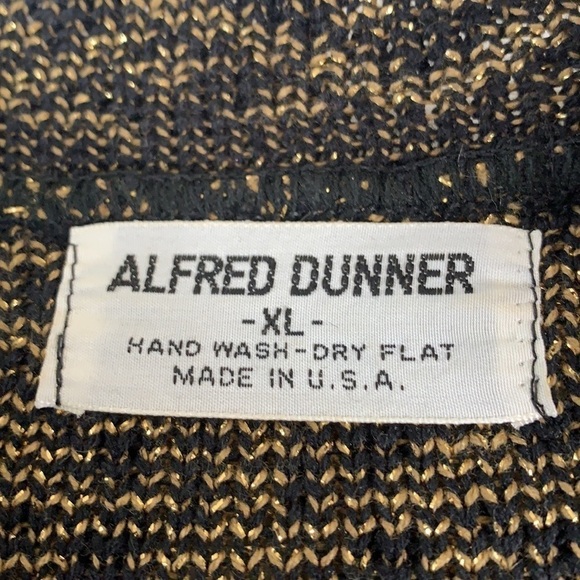 ALFRED DUNNER
-XL-
HAND WASH-DRY FLAT
MADE IN U.S.A.